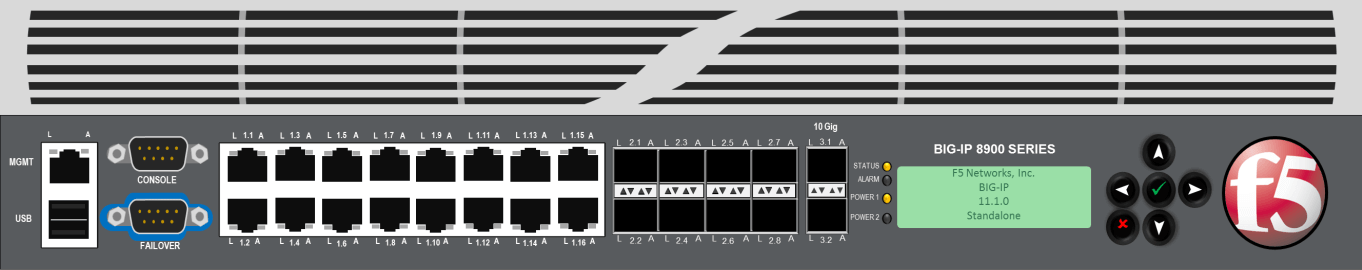 L A
MGMT
USB
CONSOLE
FAILOVER
L 1.1 A L 1.3 A L 1.5 A L 1.7 A L 1.9 A L 1.11 A L 1.13 A L 1.15 A
L 1.2 A L 1.4 A L 1.6 A L 1.8 A L 1.10 A L 1.12 A L 1.14 A L 1.16 A
L 2.1 A L 2.3 A L 2.5 A L 2.7 A
L 2.2 A L 2.4 A L 2.6 A L 2.8 A
10 Gig
L 3.1 A
L 3.2 A
STATUS
ALARM
POWER 1
POWER 2
BIG-IP 8900 SERIES
F5 Networks, Inc.
BIG-IP
11.1.0
Standalone
f5